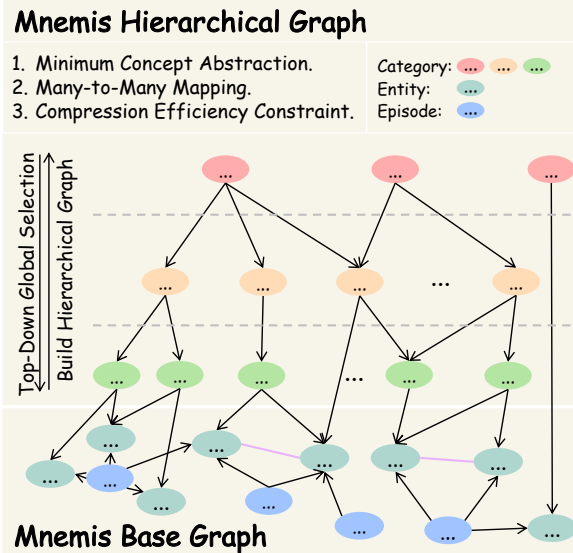 Mnemis Hierarchical Graph
1. Minimum Concept Abstraction.
2. Many-to-Many Mapping.
3. Compression Efficiency Constraint.
Category: ... ... ...
Entity: ...
Episode: ...
Top-Down Global Selection
Build Hierarchical Graph
... ... ...
... ... ... ... ...
... ... ... ... ... ...
... ... ... ... ...
... ... ... ...
... ... ... ...
Mnemis Base Graph